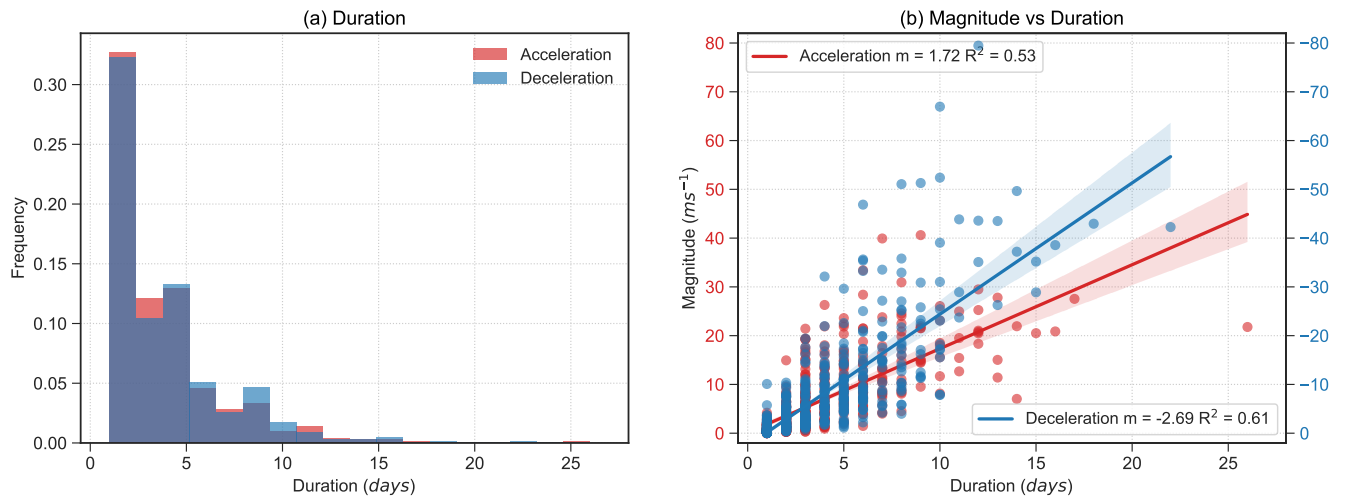 (a) Duration
Frequency
0.30
0.25
0.20
0.15
0.10
0.05
0.00
Acceleration
Deceleration
0 5 10 15 20 25
Duration (days)
(b) Magnitude vs Duration
Magnitude (ms⁻¹)
80
70
60
50
40
30
20
10
0
Acceleration m = 1.72 R² = 0.53
Deceleration m = -2.69 R² = 0.61
−80
−70
−60
−50
−40
−30
−20
−10
0
0 5 10 15 20 25
Duration (days)